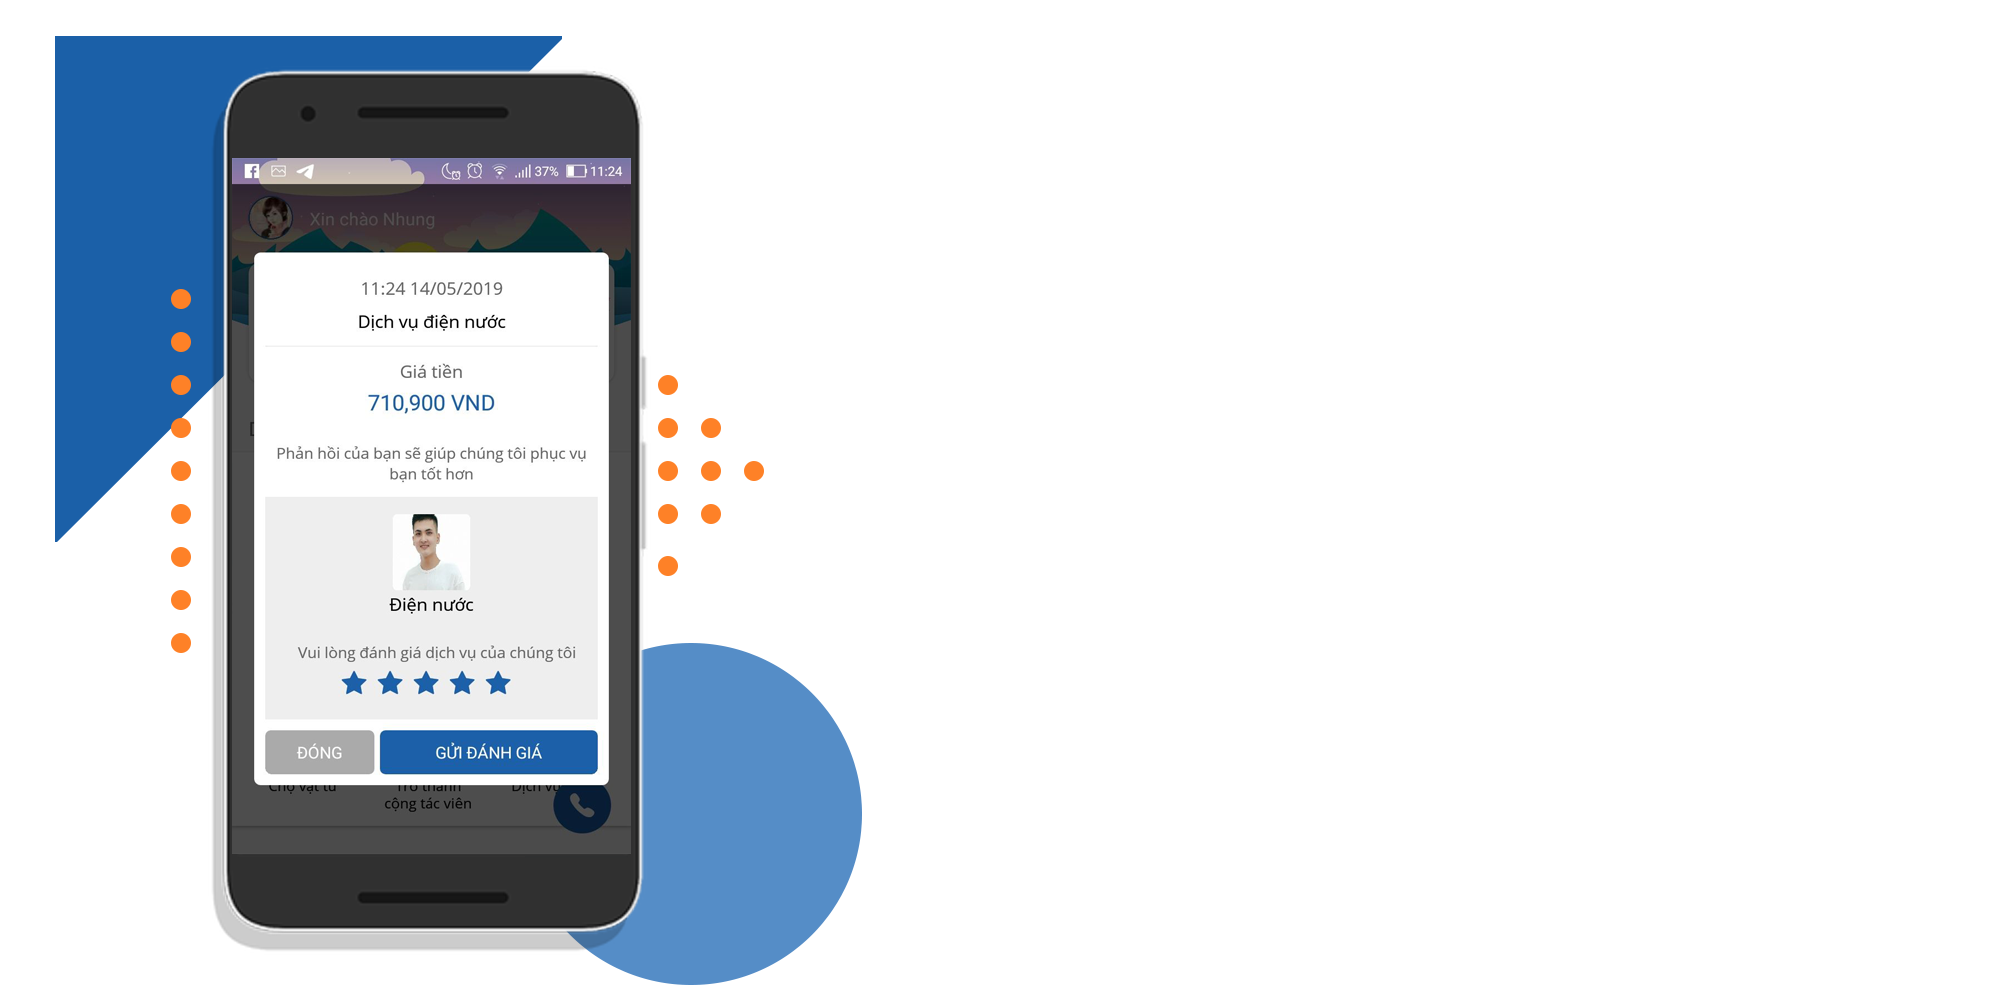 37% 11:24
Xin chào Nhung
11:24 14/05/2019
Dịch vụ điện nước
Giá tiền
710,900 VND
Phản hồi của bạn sẽ giúp chúng tôi phục vụ
bạn tốt hơn
Điện nước
Vui lòng đánh giá dịch vụ của chúng tôi
ĐÓNG GỬI ĐÁNH GIÁ
Chợ vật tư Trở thành Dịch vụ
cộng tác viên